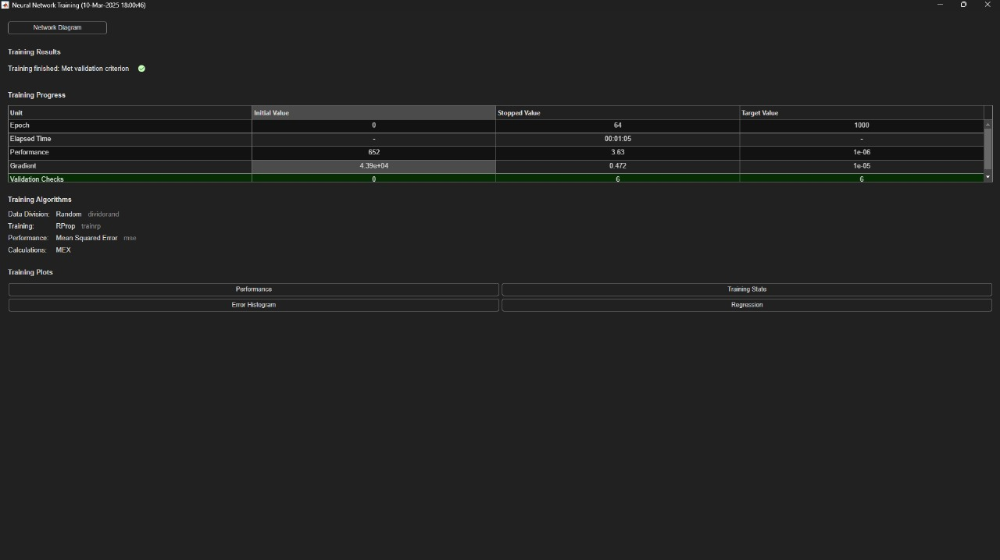 Neural Network Training (10-Mar-2025 18:00:46)
Network Diagram
Training Results
Training finished: Met validation criterion
Training Progress
Unit Initial Value Stopped Value Target Value
Epoch 0 64 1000
Elapsed Time - 00:01:05 -
Performance 652 3.63 1e-06
Gradient 4.39e+04 0.472 1e-05
Validation Checks 0 6 6
Training Algorithms
Data Division: Random dividerand
Training: RProp trainrp
Performance: Mean Squared Error mse
Calculations: MEX
Training Plots
Performance Training State
Error Histogram Regression